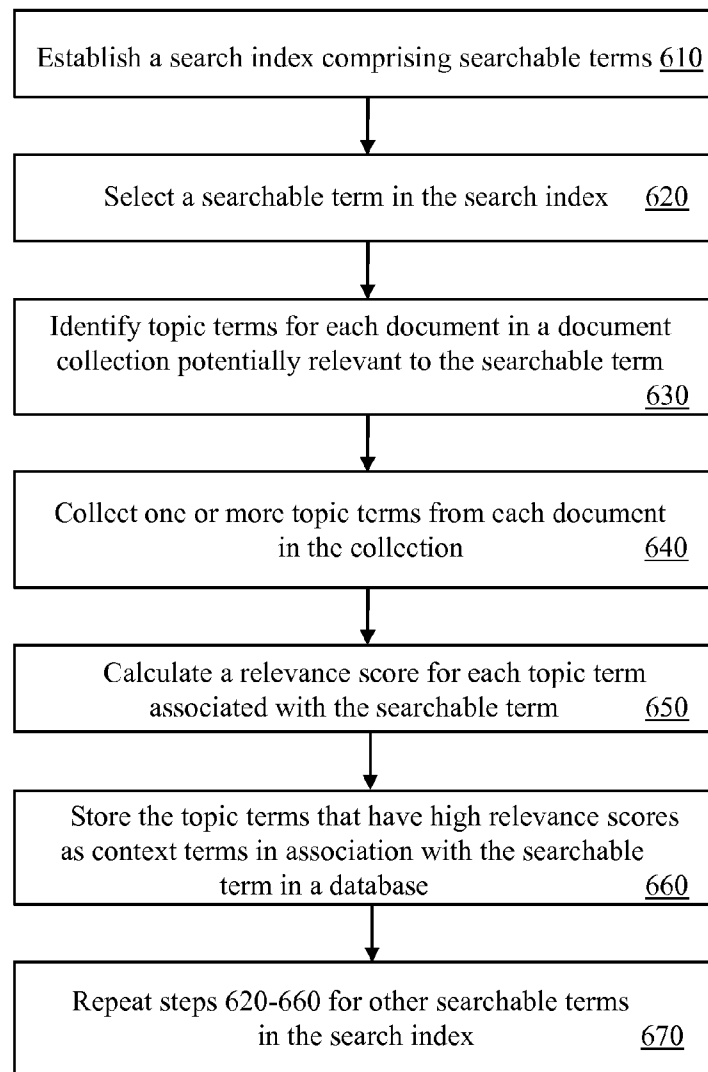 Establish a search index comprising searchable terms 610
Select a searchable term in the search index 620
Identify topic terms for each document in a document
collection potentially relevant to the searchable term
630
Collect one or more topic terms from each document
in the collection 640
Calculate a relevance score for each topic term
associated with the searchable term 650
Store the topic terms that have high relevance scores
as context terms in association with the searchable
term in a database 660
Repeat steps 620-660 for other searchable terms
in the search index 670